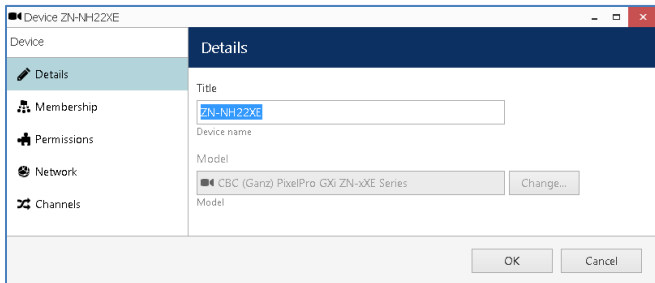 Device ZN-NH22XE
Device
Details
Membership
Permissions
Network
Channels
Details
Title
ZN-NH22XE
Device name
Model
CBC (Ganz) PixelPro GXi ZN-xXE Series
Change...
Model
OK
Cancel